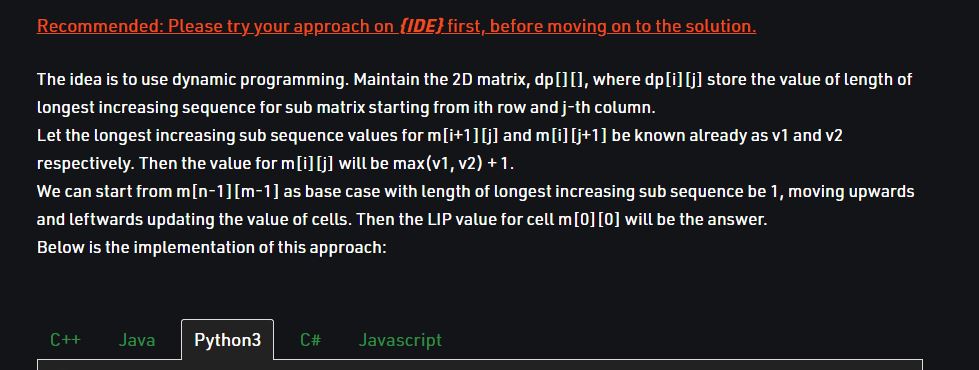 Recommended: Please try your approach on {IDE} first, before moving on to the solution.
The idea is to use dynamic programming. Maintain the 2D matrix, dp[][], where dp[i][j] store the value of length of
longest increasing sequence for sub matrix starting from ith row and j-th column.
Let the longest increasing sub sequence values for m[i+1][j] and m[i][j+1] be known already as v1 and v2
respectively. Then the value for m[i][j] will be max(v1, v2) + 1.
We can start from m[n-1][m-1] as base case with length of longest increasing sub sequence be 1, moving upwards
and leftwards updating the value of cells. Then the LIP value for cell m[0][0] will be the answer.
Below is the implementation of this approach:
C++ Java Python3 C# Javascript